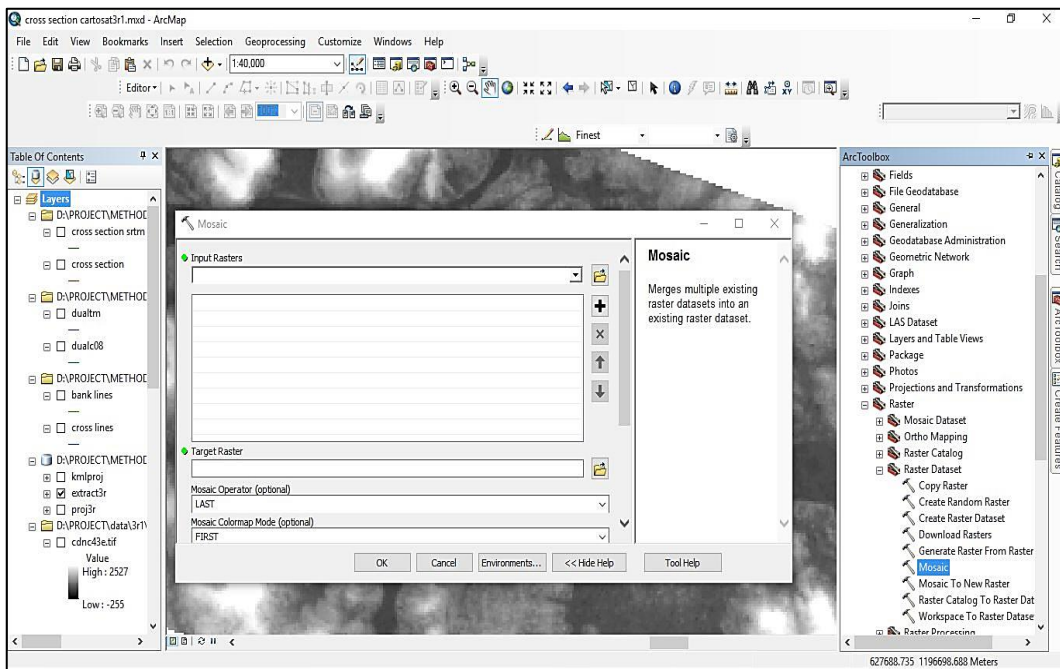 cross section cartosat3r1.mxd - ArcMap
File Edit View Bookmarks Insert Selection Geoprocessing Customize Windows Help
1:40,000
Editor
Finest
Table Of Contents
Layers
D:\PROJECT\METHOD
cross section srtm
cross section
D:\PROJECT\METHOD
dualtm
dualc08
D:\PROJECT\METHOD
bank lines
cross lines
D:\PROJECT\METHOD
kmlproj
extract3r
proj3r
D:\PROJECT\data\3r1\
cdnc43e.tif
Value
High : 2527
Low : -255
Mosaic
Input Rasters
Target Raster
Mosaic Operator (optional)
LAST
Mosaic Colormap Mode (optional)
FIRST
OK Cancel Environments... << Hide Help Tool Help
Mosaic
Merges multiple existing
raster datasets into an
existing raster dataset.
ArcToolbox
Fields
File Geodatabase
General
Generalization
Geodatabase Administration
Geometric Network
Graph
Indexes
Joins
LAS Dataset
Layers and Table Views
Package
Photos
Projections and Transformations
Raster
Mosaic Dataset
Ortho Mapping
Raster Catalog
Raster Dataset
Copy Raster
Create Random Raster
Create Raster Dataset
Download Rasters
Generate Raster From Raster
Mosaic
Mosaic To New Raster
Raster Catalog To Raster Dat
Workspace To Raster Datase
Raster Processing
Catalog
Search
ArcToolbox
Create Features
627688.735 1196698.688 Meters